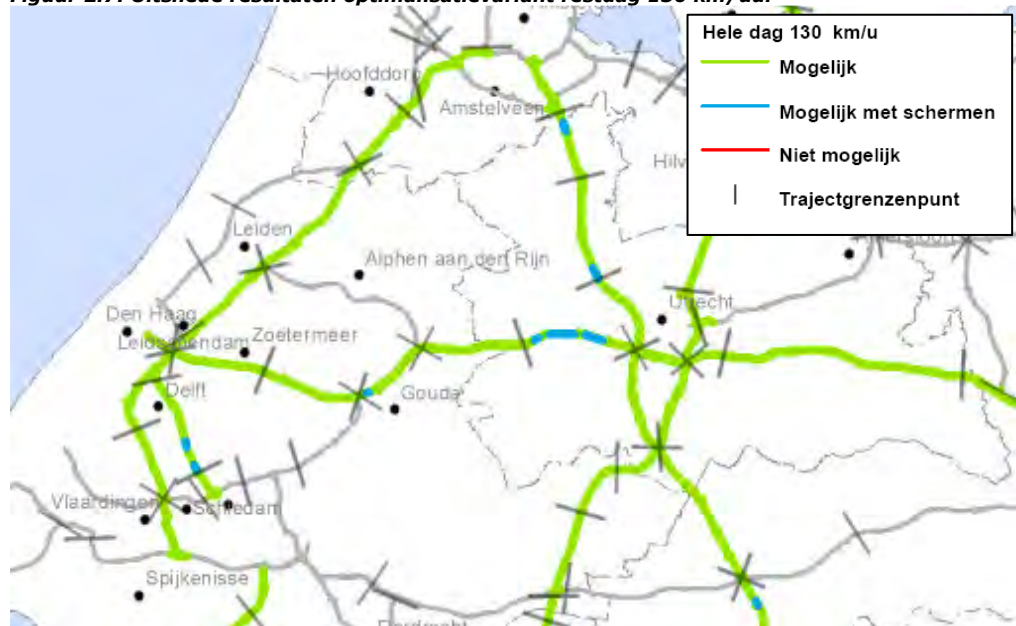 Hele dag 130 km/u
Mogelijk
Mogelijk met schermen
Niet mogelijk
Trajectgrenzenpunt
Hoofddorp
Amstelveen
Hilv
Leiden
Alphen aan den Rijn
Utrecht
Den Haag
Leidschendam
Zoetermeer
Delft
Gouda
Vlaardingen
Schiedam
Spijkenisse